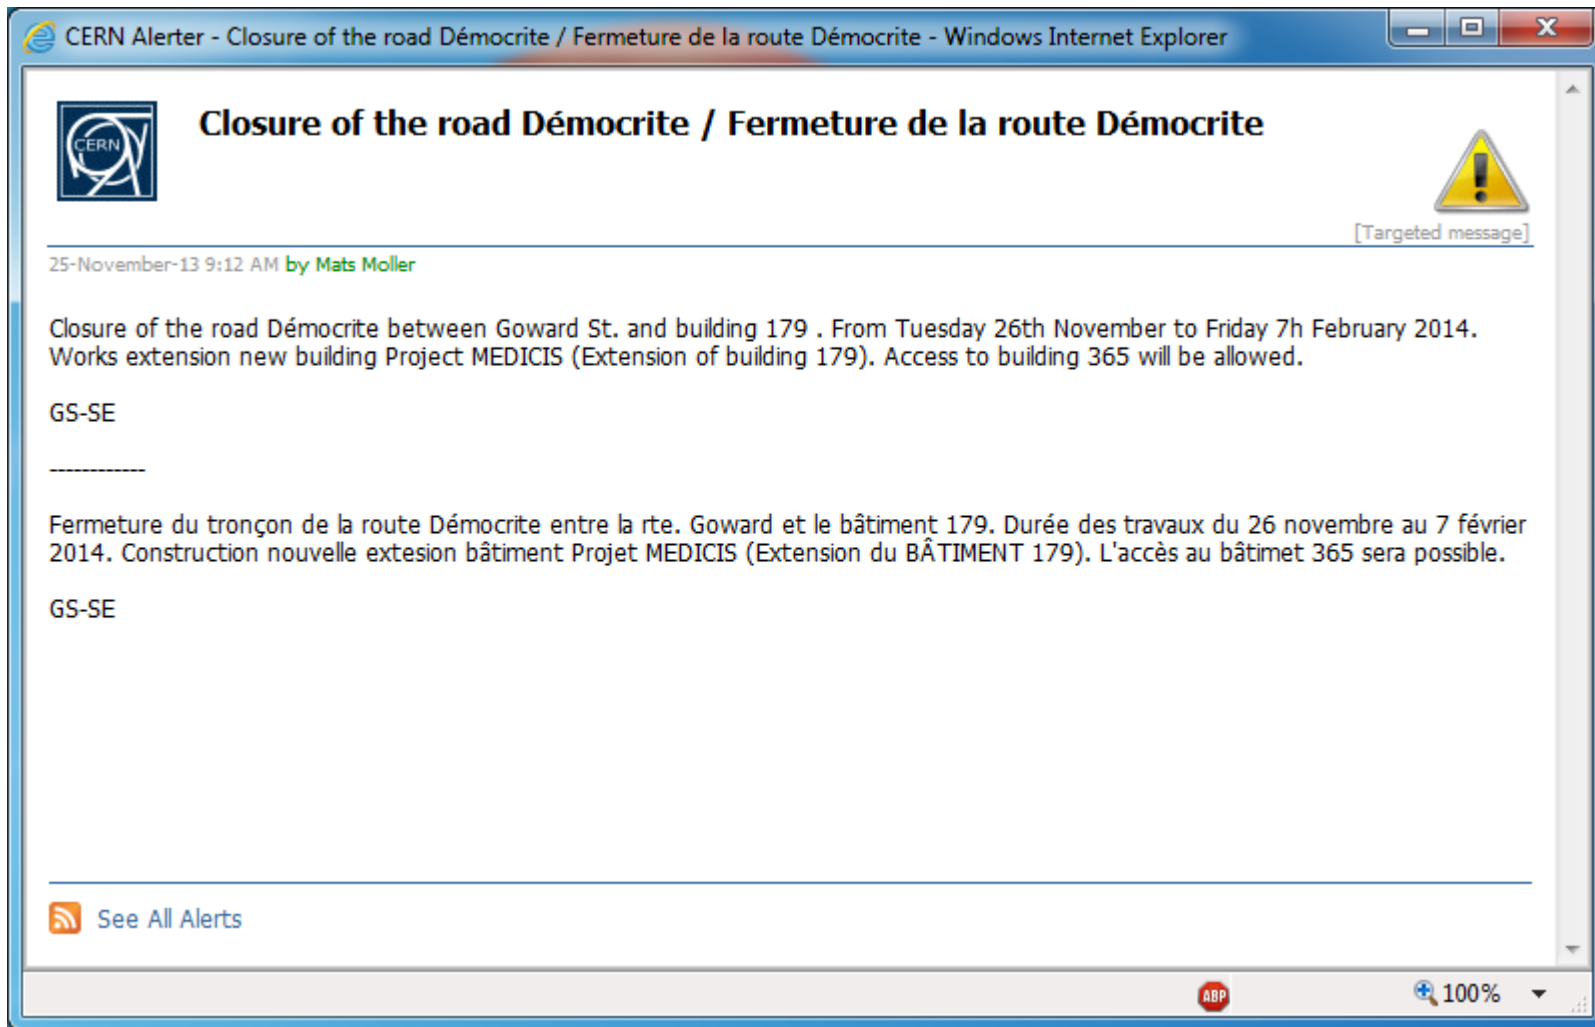 CERN Alerter - Closure of the road Démocrite / Fermeture de la route Démocrite - Windows Internet Explorer
CERN
Closure of the road Démocrite / Fermeture de la route Démocrite
[Targeted message]
25-November-13 9:12 AM by Mats Moller
Closure of the road Démocrite between Goward St. and building 179 . From Tuesday 26th November to Friday 7h February 2014.
Works extension new building Project MEDICIS (Extension of building 179). Access to building 365 will be allowed.
GS-SE
------------
Fermeture du tronçon de la route Démocrite entre la rte. Goward et le bâtiment 179. Durée des travaux du 26 novembre au 7 février
2014. Construction nouvelle extesion bâtiment Projet MEDICIS (Extension du BÂTIMENT 179). L'accès au bâtimet 365 sera possible.
GS-SE
See All Alerts
ABP
100%